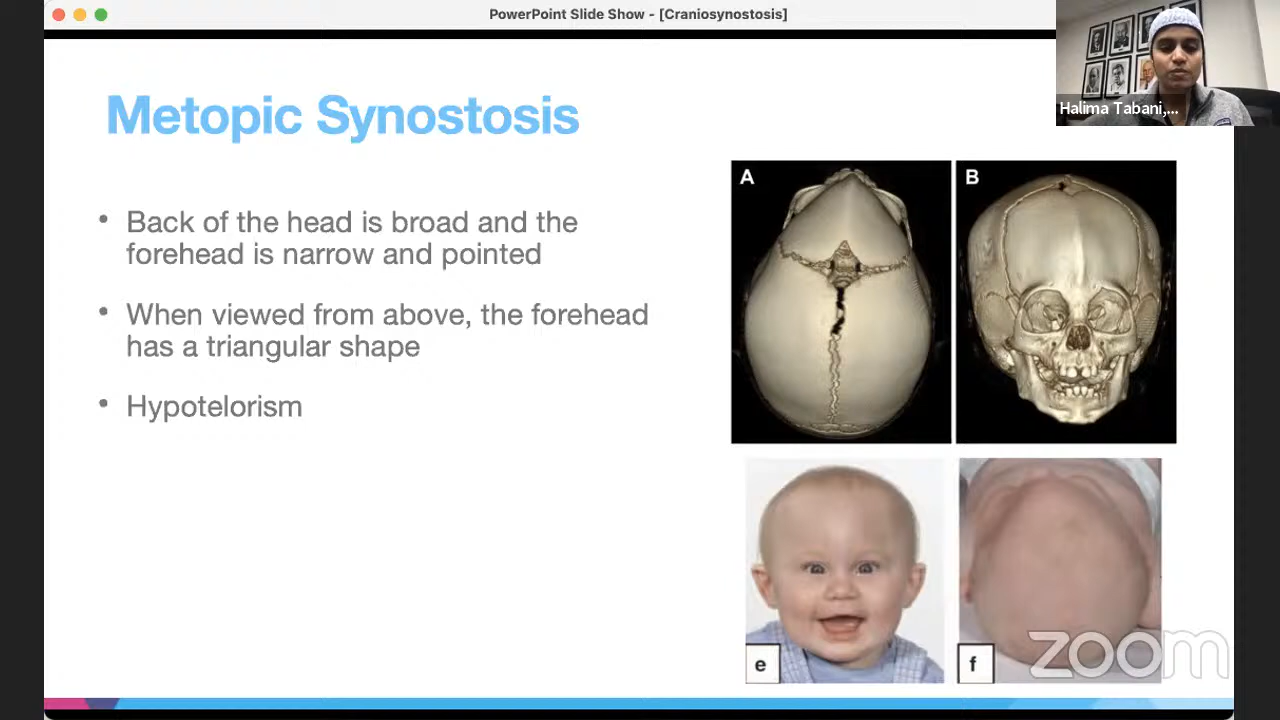 PowerPoint Slide Show - [Craniosynostosis]
Halima Tabani,...
Metopic Synostosis
• Back of the head is broad and the
forehead is narrow and pointed
• When viewed from above, the forehead
has a triangular shape
• Hypotelorism
A
B
e
f
zoom